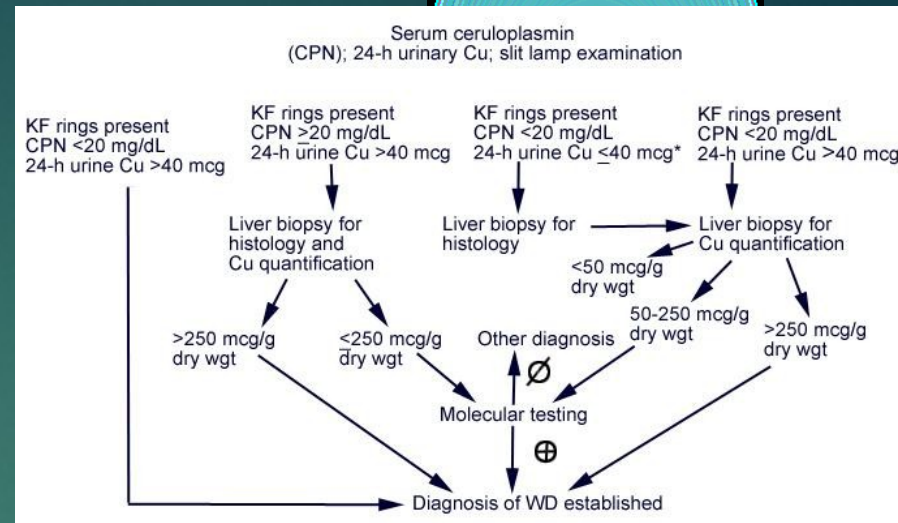 Serum ceruloplasmin
(CPN); 24-h urinary Cu; slit lamp examination
KF rings present
CPN <20 mg/dL
24-h urine Cu >40 mcg
KF rings present
CPN ≥20 mg/dL
24-h urine Cu >40 mcg
KF rings present
CPN <20 mg/dL
24-h urine Cu ≤40 mcg*
KF rings present
CPN <20 mg/dL
24-h urine Cu >40 mcg
Liver biopsy for
histology and
Cu quantification
Liver biopsy for
histology
Liver biopsy for
Cu quantification
<50 mcg/g
dry wgt
>250 mcg/g
dry wgt
≤250 mcg/g
dry wgt
Other diagnosis
50-250 mcg/g
dry wgt
>250 mcg/g
dry wgt
Molecular testing
Diagnosis of WD established